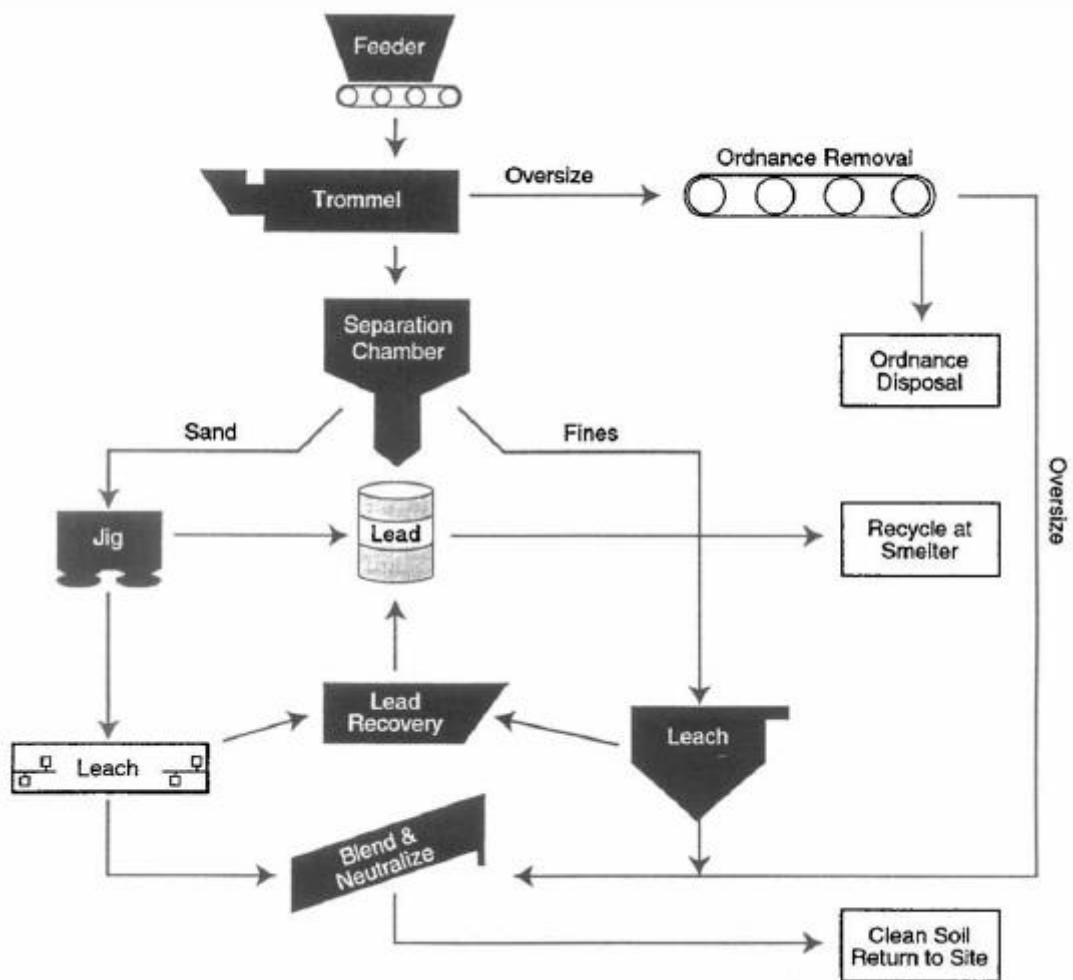 Feeder
Ordnance Removal
Oversize
Trommel
Separation
Chamber
Ordnance
Disposal
Sand
Fines
Oversize
Lead
Recycle at
Smelter
Jig
Lead
Recovery
Leach
Leach
Blend &
Neutralize
Clean Soil
Return to Site